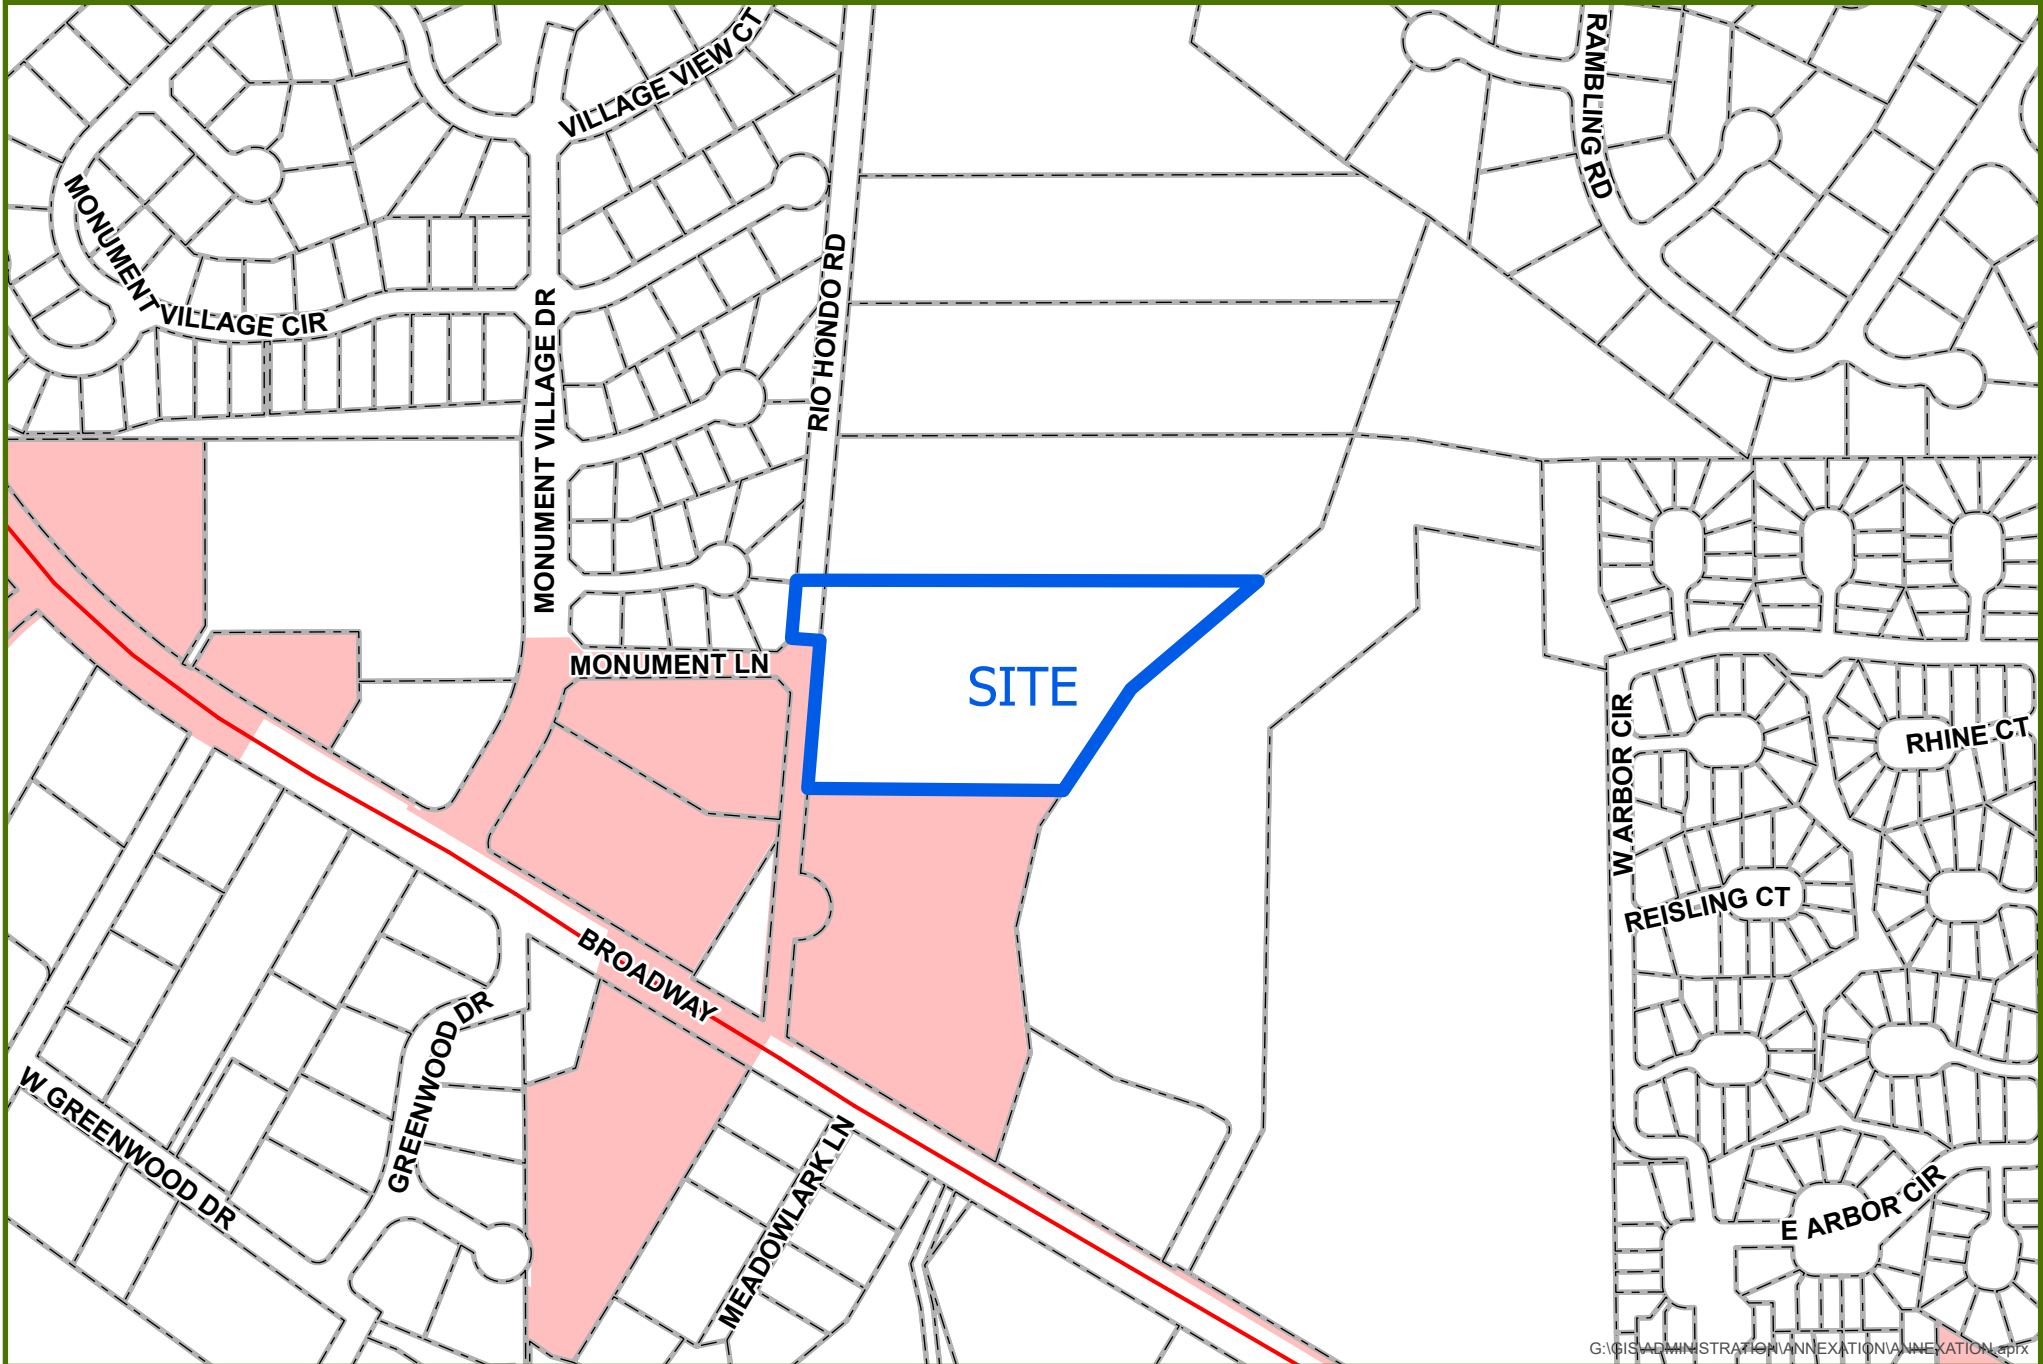 VILLAGE VIEW CT
RAMBLING RD
MONUMENT VILLAGE CIR
RIO HONDO RD
MONUMENT VILLAGE DR
MONUMENT LN
SITE
W ARBOR CIR
RHINE CT
REISLING CT
BROADWAY
GREENWOOD DR
W GREENWOOD DR
MEADOWLARK LN
E ARBOR CIR
G:\GIS\ADMINISTRATION\ANNEXATION\ANNEXATION.aprx